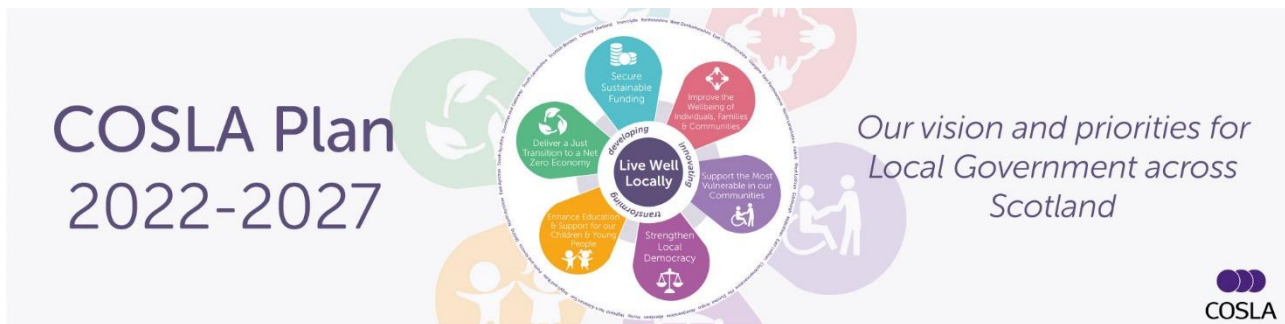 COSLA Plan
2022-2027
Secure
Sustainable
Funding
Improve the
Wellbeing of
Individuals, Families
& Communities
Support the Most
Vulnerable in our
Communities
Strengthen
Local
Democracy
Enhance Education
& Support for our
Children & Young
People
Deliver a Just
Transition to a Net
Zero Economy
developing
innovating
transforming
Live Well
Locally
Our vision and priorities for
Local Government across
Scotland
COSLA